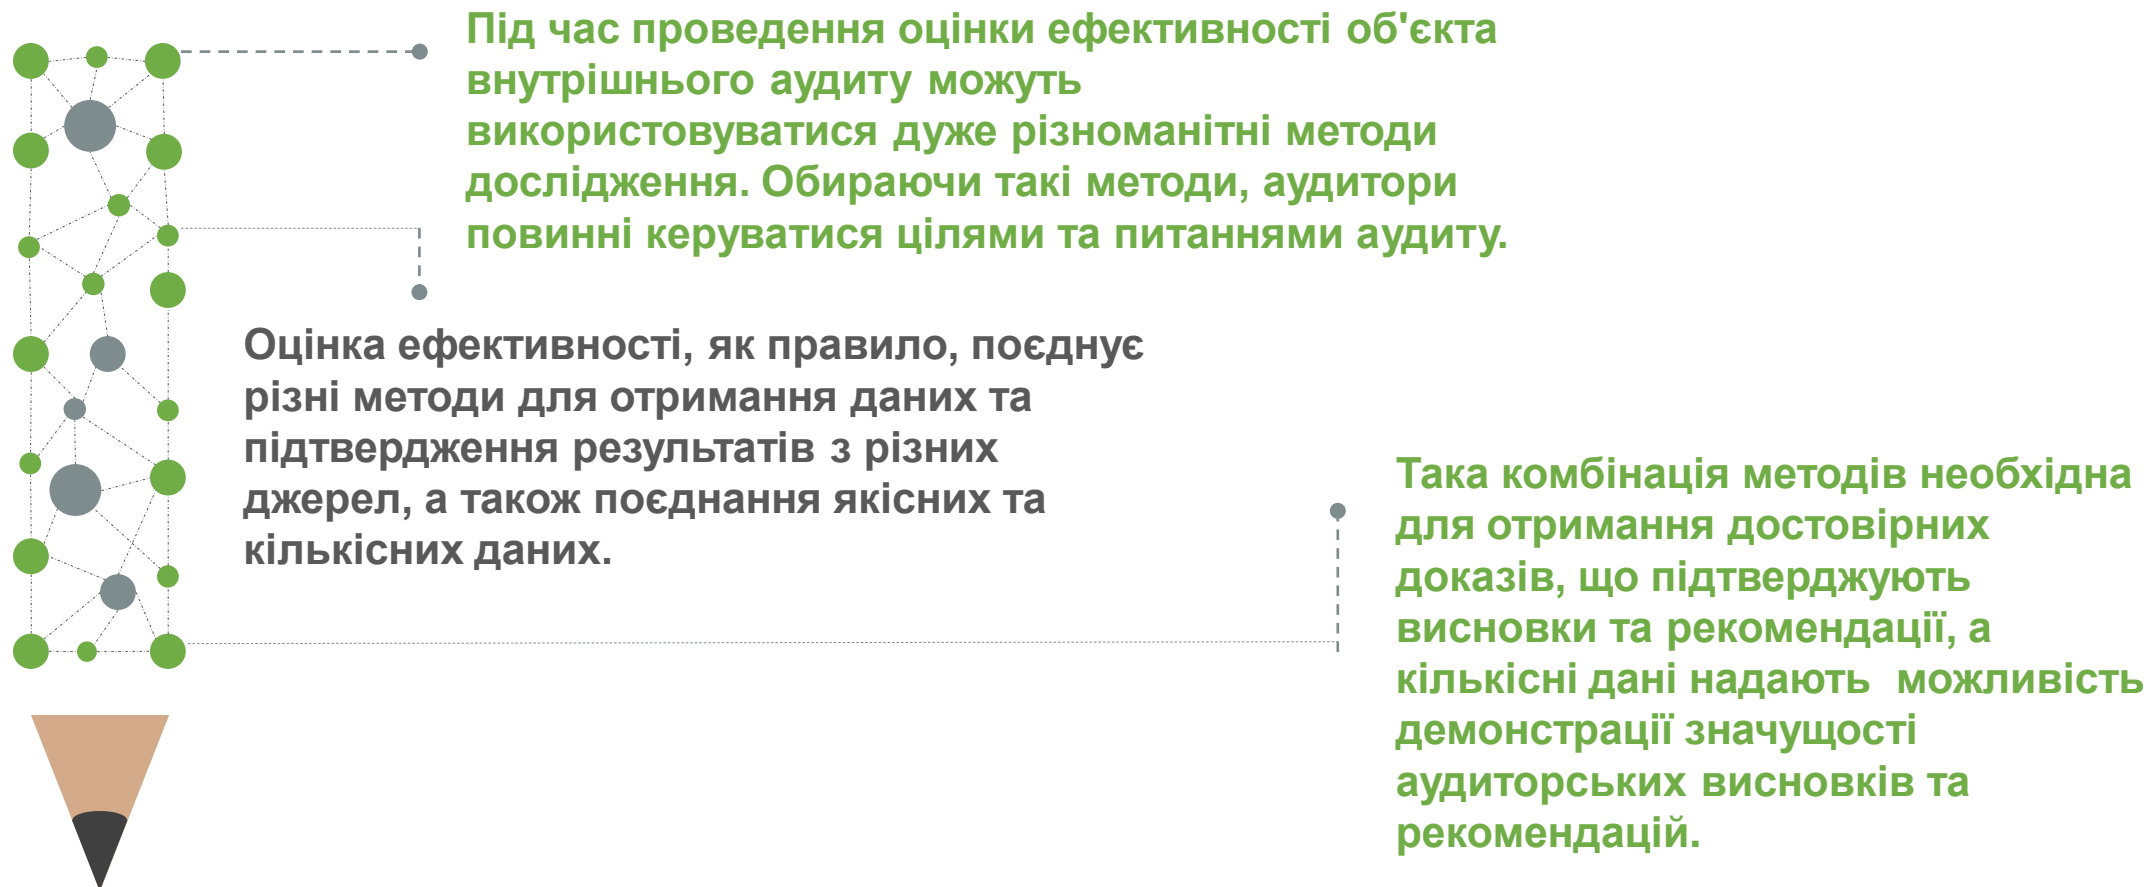 Під час проведення оцінки ефективності об'єкта
внутрішнього аудиту можуть
використовуватися дуже різноманітні методи
дослідження. Обираючи такі методи, аудитори
повинні керуватися цілями та питаннями аудиту.
Оцінка ефективності, як правило, поєднує
різні методи для отримання даних та
підтвердження результатів з різних
джерел, а також поєднання якісних та
кількісних даних.
Така комбінація методів необхідна
для отримання достовірних
доказів, що підтверджують
висновки та рекомендації, а
кількісні дані надають  можливість
демонстрації значущості
аудиторських висновків та
рекомендацій.